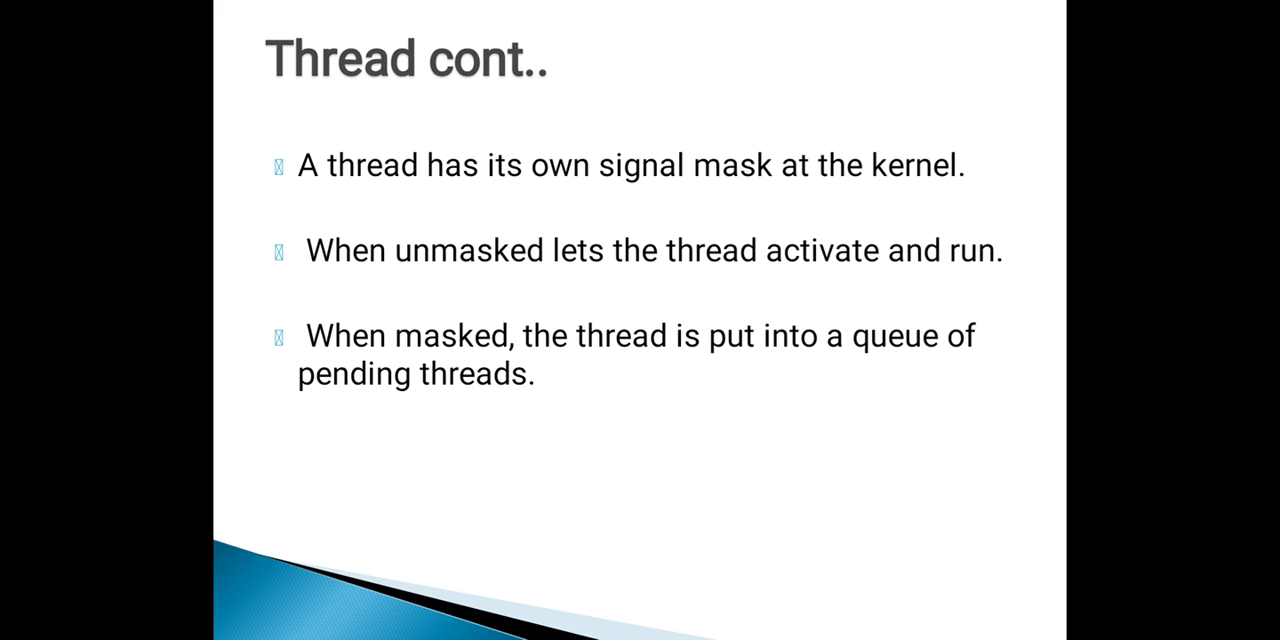 Thread cont..
A thread has its own signal mask at the kernel.
When unmasked lets the thread activate and run.
When masked, the thread is put into a queue of
pending threads.